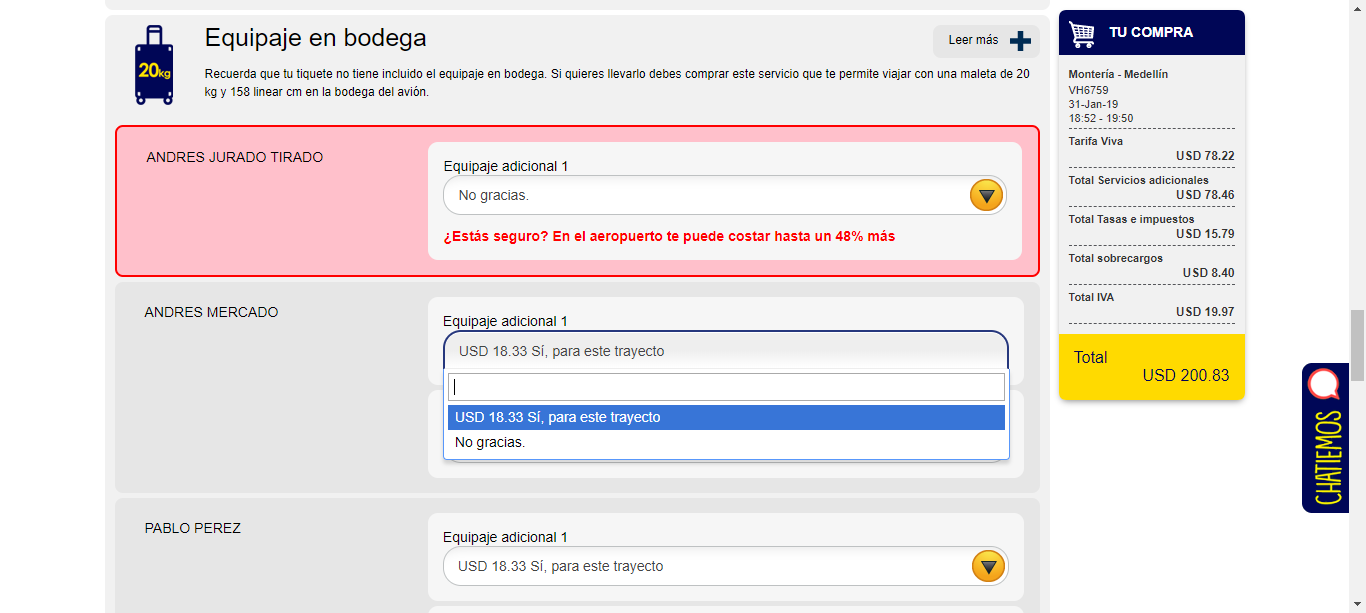 20kg
Equipaje en bodega
Leer más
Recuerda que tu tiquete no tiene incluido el equipaje en bodega. Si quieres llevarlo debes comprar este servicio que te permite viajar con una maleta de 20
kg y 158 linear cm en la bodega del avión.
ANDRES JURADO TIRADO
Equipaje adicional 1
No gracias.
¿Estás seguro? En el aeropuerto te puede costar hasta un 48% más
ANDRES MERCADO
Equipaje adicional 1
USD 18.33 Sí, para este trayecto
USD 18.33 Sí, para este trayecto
No gracias.
PABLO PEREZ
Equipaje adicional 1
USD 18.33 Sí, para este trayecto
TU COMPRA
Montería - Medellín
VH6759
31-Jan-19
18:52 - 19:50
Tarifa Viva
USD 78.22
Total Servicios adicionales
USD 78.46
Total Tasas e impuestos
USD 15.79
Total sobrecargos
USD 8.40
Total IVA
USD 19.97
Total
USD 200.83
CHATIEMOS